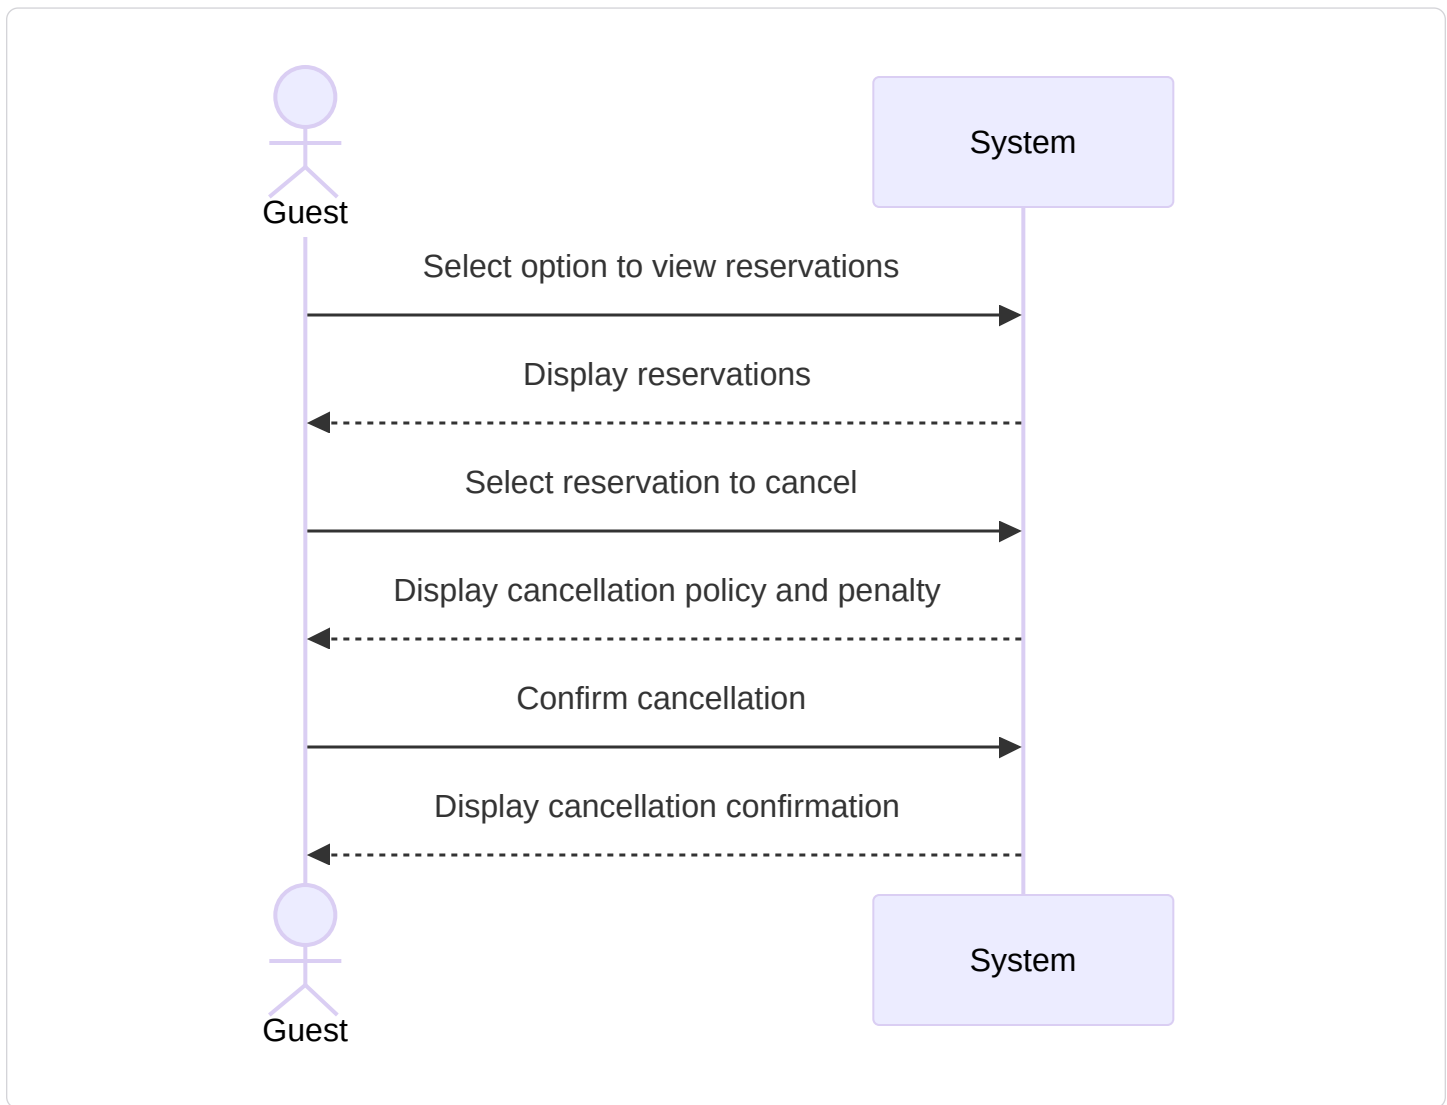 Guest
System
Select option to view reservations
Display reservations
Select reservation to cancel
Display cancellation policy and penalty
Confirm cancellation
Display cancellation confirmation
Guest
System